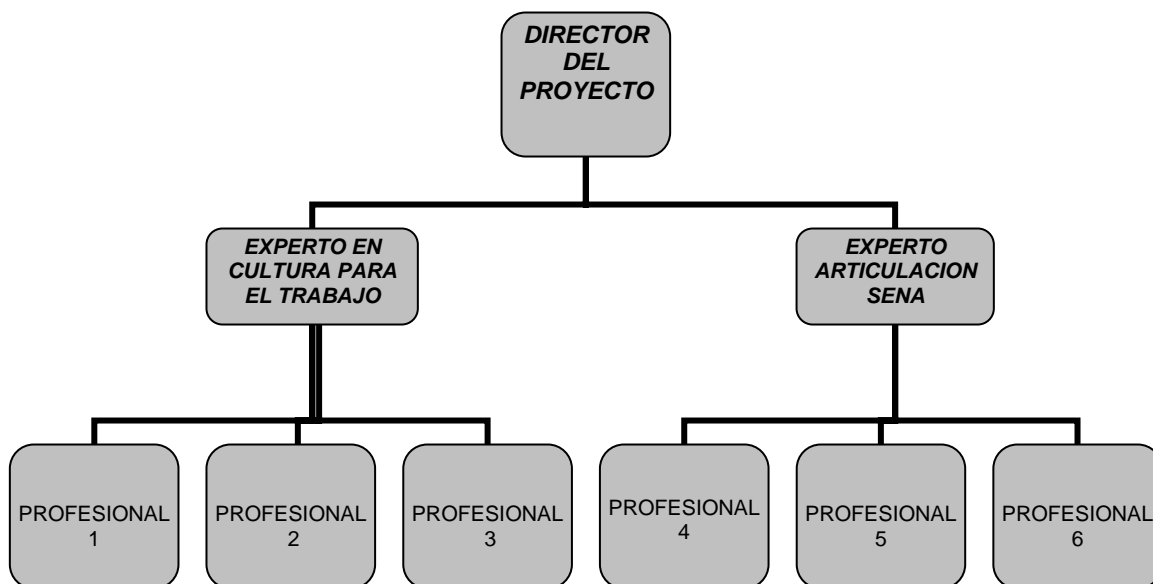 DIRECTOR
DEL
PROYECTO
EXPERTO EN
CULTURA PARA
EL TRABAJO
EXPERTO
ARTICULACION
SENA
PROFESIONAL
1
PROFESIONAL
2
PROFESIONAL
3
PROFESIONAL
4
PROFESIONAL
5
PROFESIONAL
6